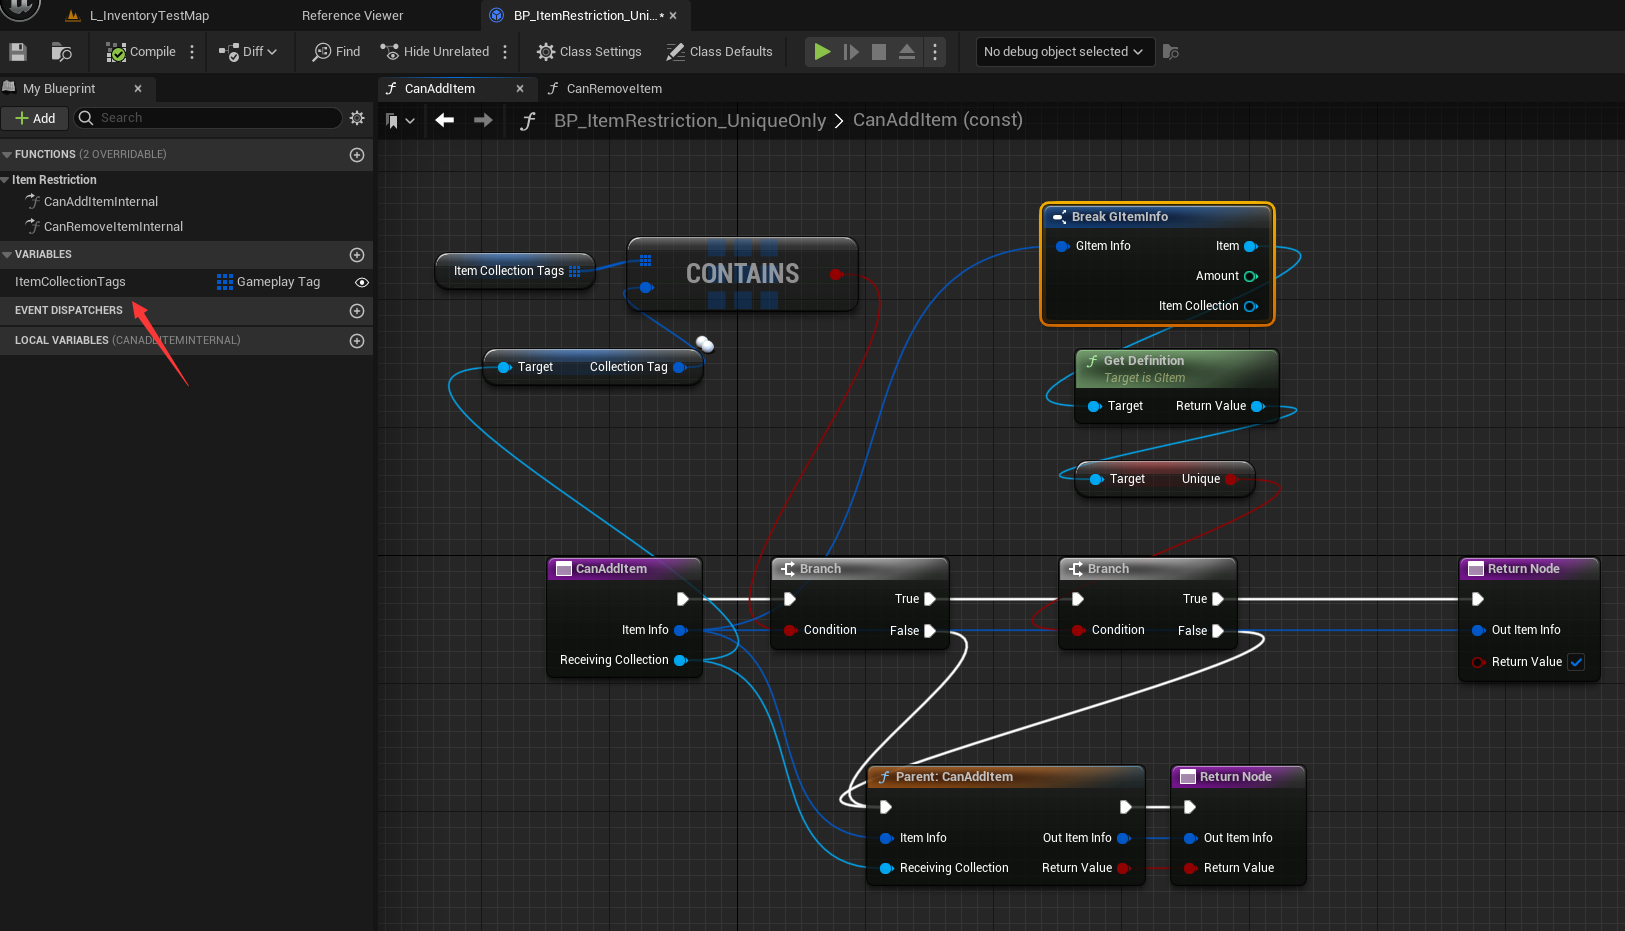 L_InventoryTestMap
Reference Viewer
BP_ItemRestriction_Uni...•
Compile
Diff
Find
Hide Unrelated
Class Settings
Class Defaults
No debug object selected
My Blueprint
CanAddItem
CanRemoveItem
Add
Search
BP_ItemRestriction_UniqueOnly > CanAddItem (const)
FUNCTIONS (2 OVERRIDABLE)
Item Restriction
CanAddItemInternal
CanRemoveItemInternal
VARIABLES
ItemCollectionTags
Gameplay Tag
EVENT DISPATCHERS
LOCAL VARIABLES (CANADDITEMINTERNAL)
Item Collection Tags
CONTAINS
Target
Collection Tag
Break GItemInfo
GItem Info
Item
Amount
Item Collection
Get Definition
Target is GItem
Target
Return Value
Target
Unique
CanAddItem
Item Info
Receiving Collection
Branch
True
Condition
False
Branch
True
Condition
False
Return Node
Out Item Info
Return Value
Parent: CanAddItem
Item Info
Out Item Info
Receiving Collection
Return Value
Return Node
Out Item Info
Return Value